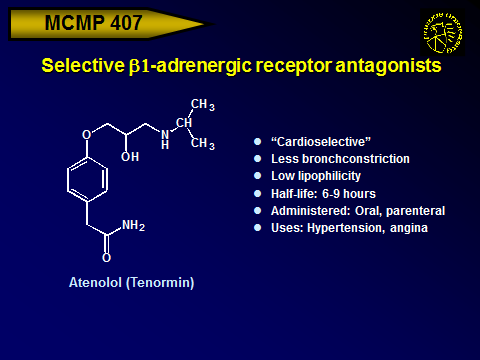 MCMP 407
Selective β1-adrenergic receptor antagonists
CH3
O
N
H
CH
CH3
OH
NH2
O
Atenolol (Tenormin)
“Cardioselective”
Less bronchconstriction
Low lipophilicity
Half-life: 6-9 hours
Administered: Oral, parenteral
Uses: Hypertension, angina